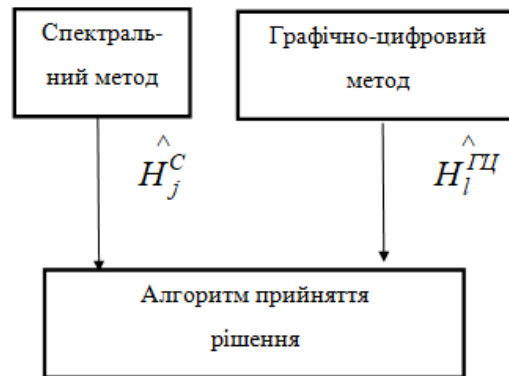 Спектраль-
ний метод
Графічно-цифровий
метод
Ĥ_j^С
Ĥ_l^ГЦ
Алгоритм прийняття
рішення